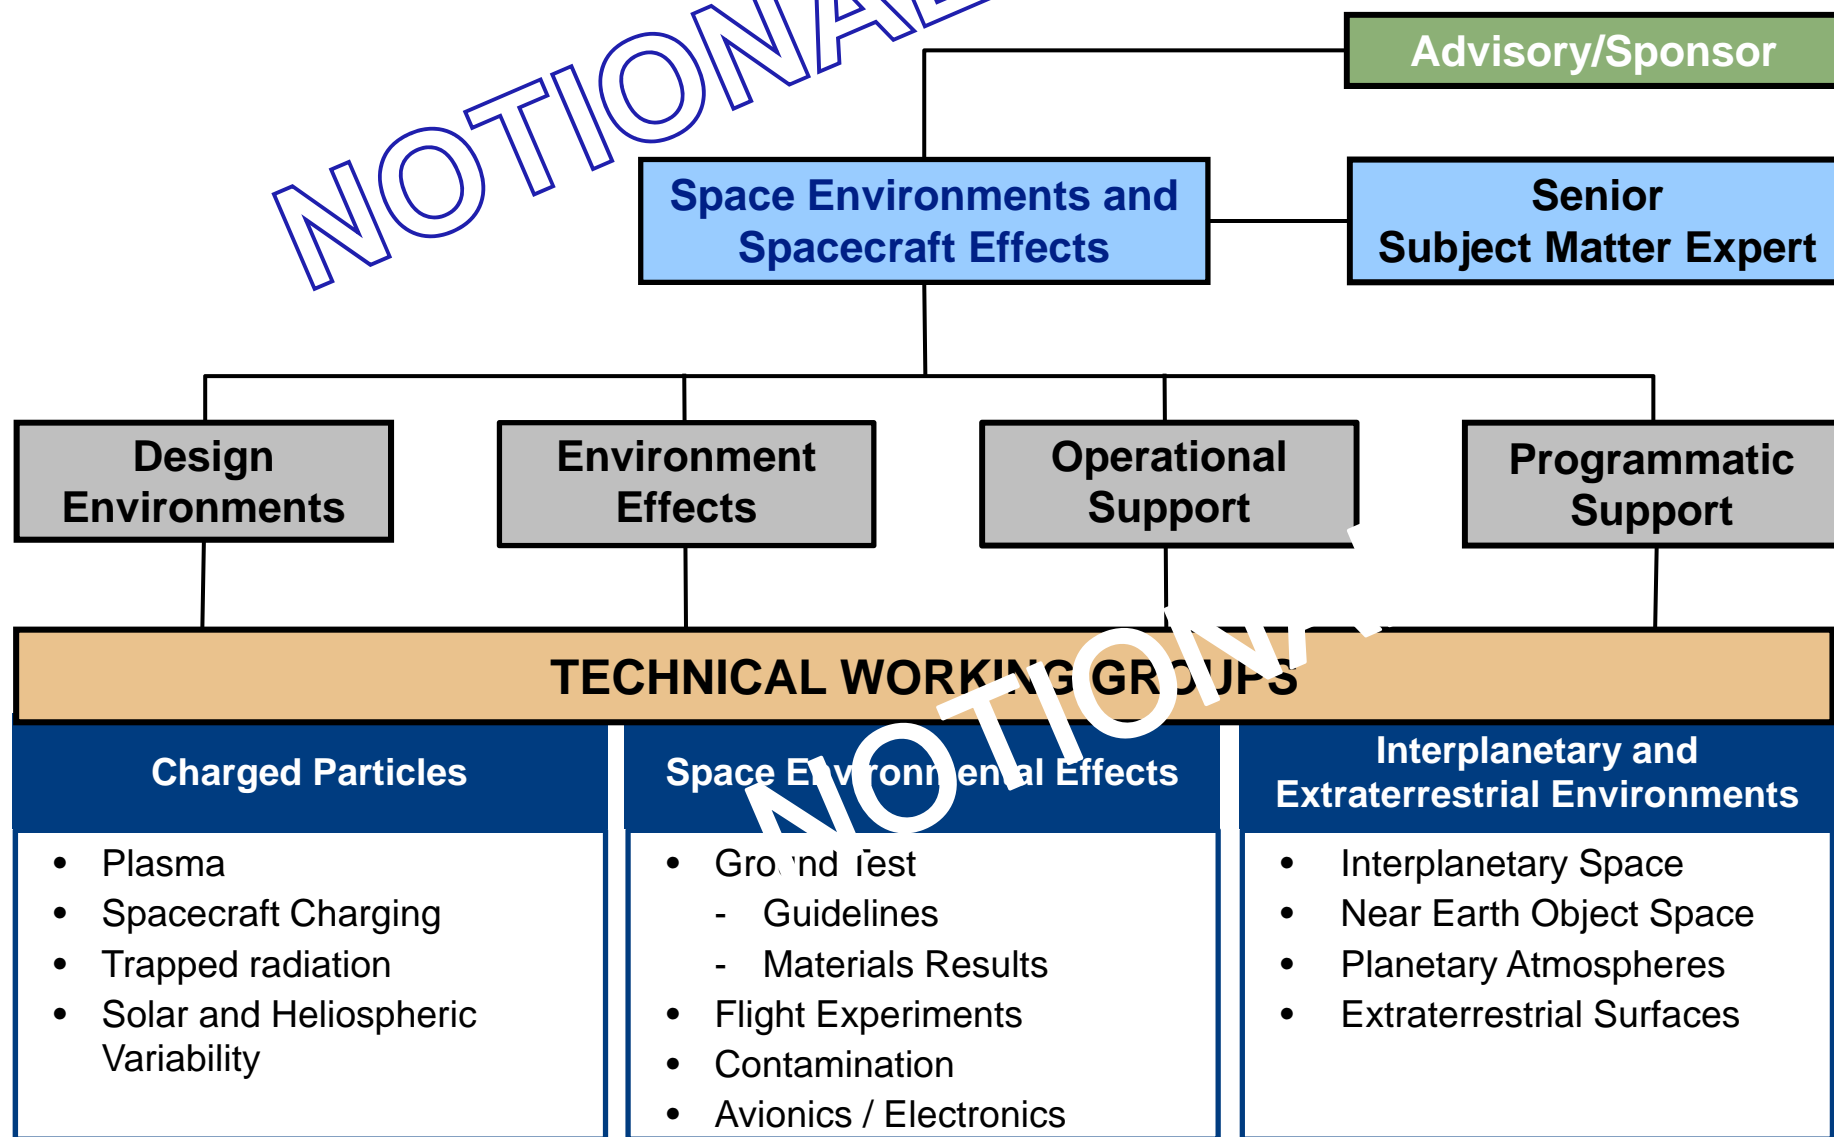 NOTIONAL
Advisory/Sponsor
Space Environments and
Spacecraft Effects
Senior
Subject Matter Expert
Design
Environments
Environment
Effects
Operational
Support
Programmatic
Support
TECHNICAL WORKING GROUPS
NOTIONAL
Charged Particles
Space Environmental Effects
Interplanetary and
Extraterrestrial Environments
• Plasma
• Spacecraft Charging
• Trapped radiation
• Solar and Heliospheric
Variability
• Ground Test
- Guidelines
- Materials Results
• Flight Experiments
• Contamination
• Avionics / Electronics
• Interplanetary Space
• Near Earth Object Space
• Planetary Atmospheres
• Extraterrestrial Surfaces